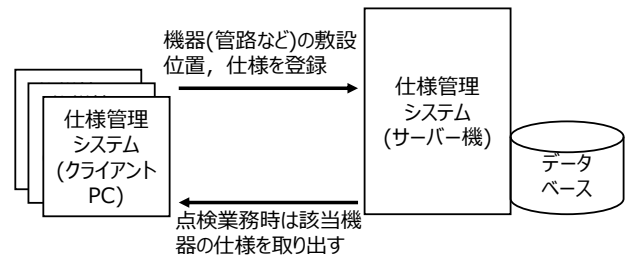 機器(管路など)の敷設
位置，仕様を登録
仕様管理
システム
(クライアント
PC)
仕様管理
システム
(サーバー機)
データ
ベース
点検業務時は該当機
器の仕様を取り出す